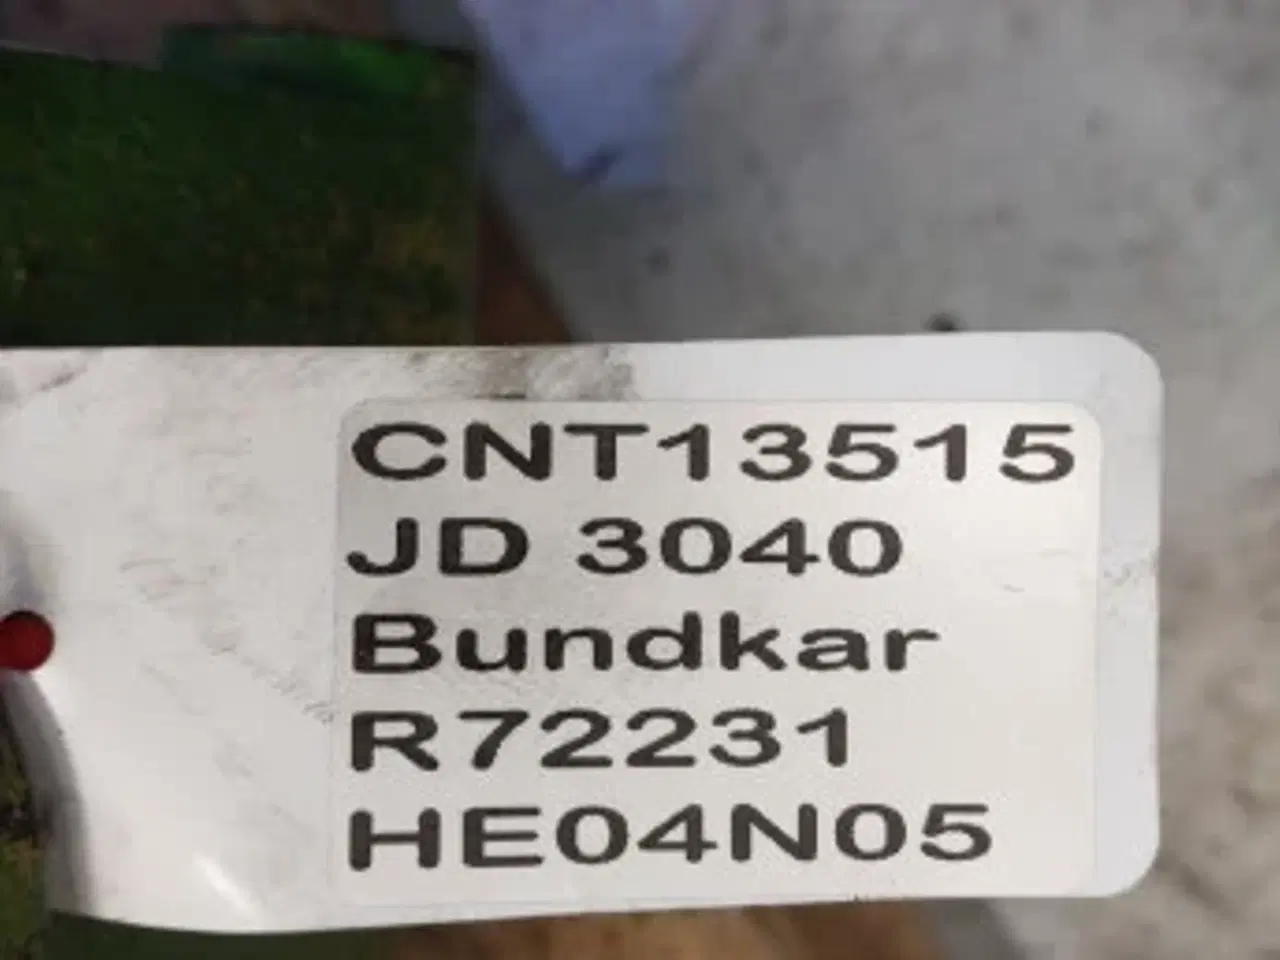 CNT13515
JD 3040
Bundkar
R72231
HE04N05